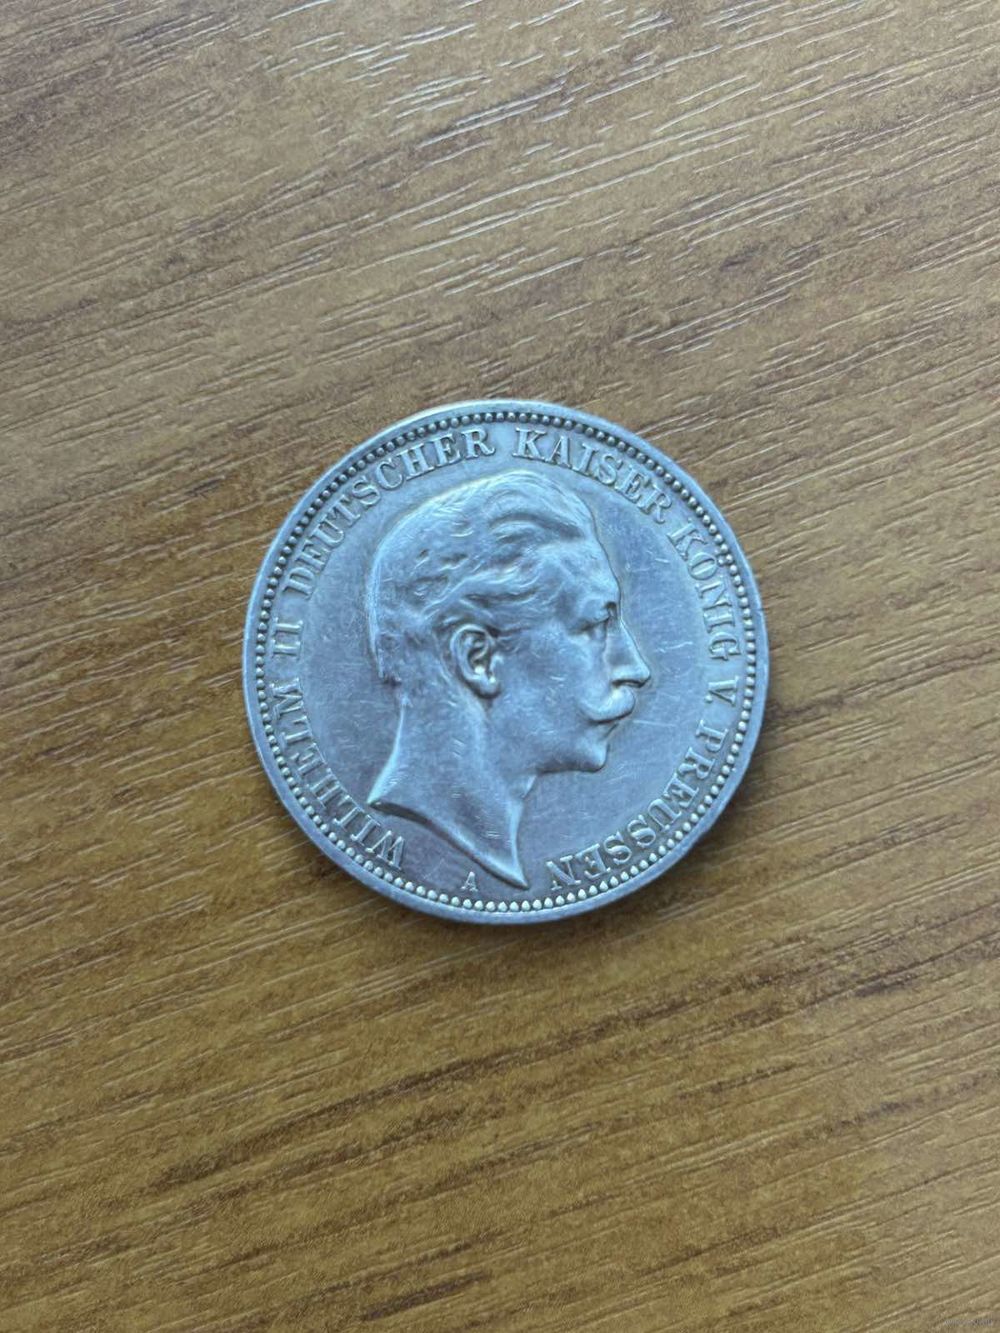 WILHELM II DEUTSCHER KAISER KÖNIG V. PREUSSEN
A